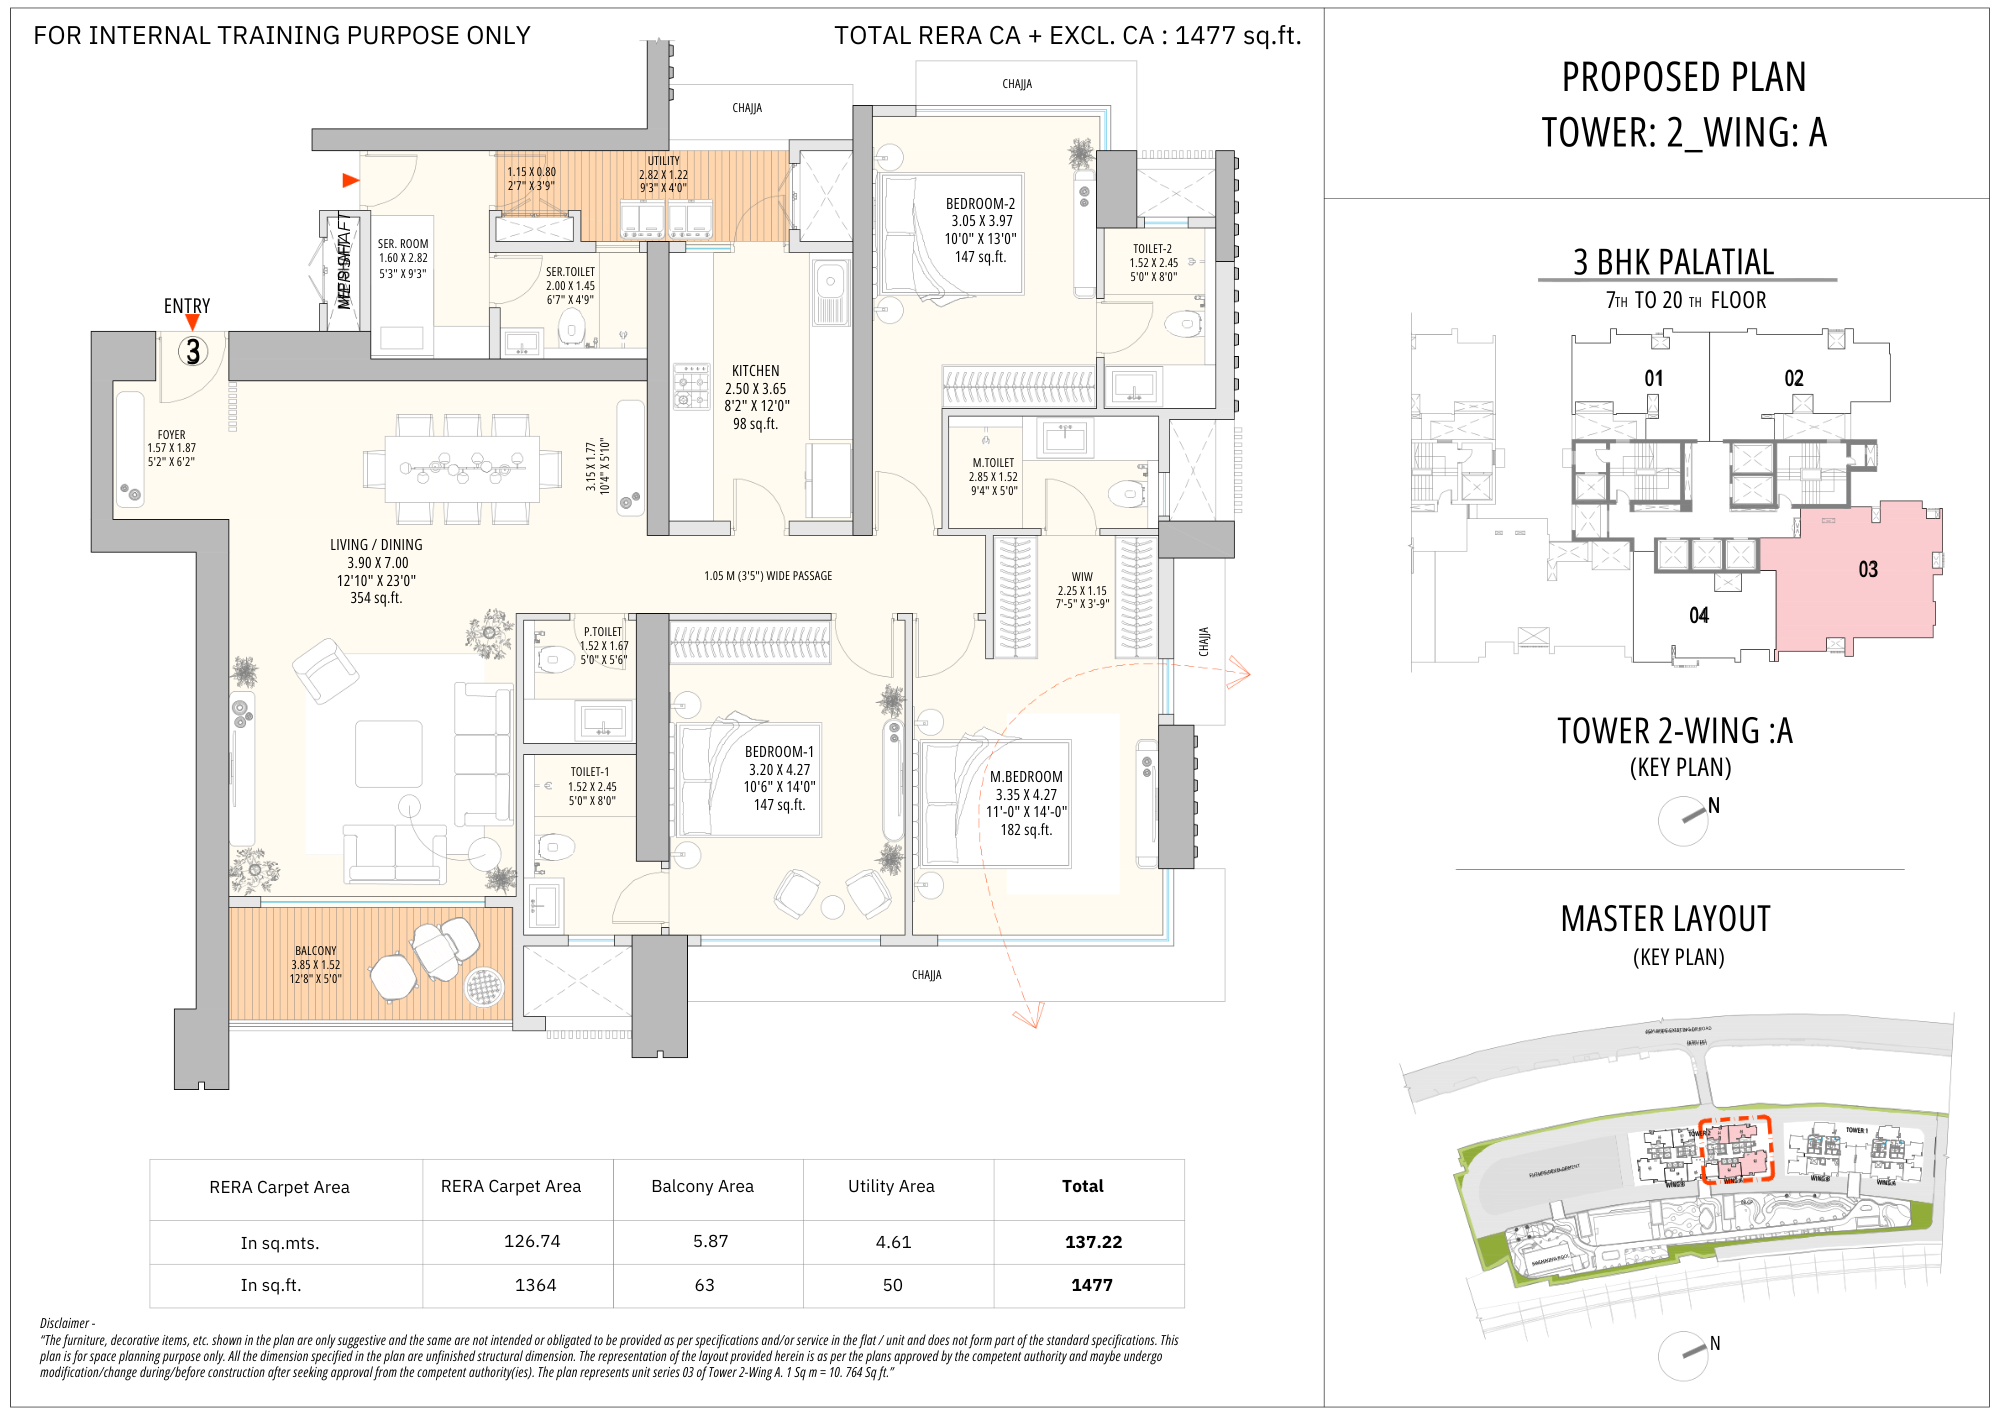 FOR INTERNAL TRAINING PURPOSE ONLY
TOTAL RERA CA + EXCL. CA : 1477 sq.ft.
CHAJJA
CHAJJA
1.15 X 0.80
2'7" X 3'9"
UTILITY
2.82 X 1.22
9'3" X 4'0"
SER. ROOM
1.60 X 2.82
5'3" X 9'3"
SER.TOILET
2.00 X 1.45
6'7" X 4'9"
BEDROOM-2
3.05 X 3.97
10'0" X 13'0"
147 sq.ft.
TOILET-2
1.52 X 2.45
5'0" X 8'0"
ENTRY
3
KITCHEN
2.50 X 3.65
8'2" X 12'0"
98 sq.ft.
FOYER
1.57 X 1.87
5'2" X 6'2"
3.15 X 1.77
10'4" X 5'10"
M.TOILET
2.85 X 1.52
9'4" X 5'0"
LIVING / DINING
3.90 X 7.00
12'10" X 23'0"
354 sq.ft.
1.05 M (3'5") WIDE PASSAGE
WIW
2.25 X 1.15
7'-5" X 3'-9"
CHAJJA
P.TOILET
1.52 X 1.67
5'0" X 5'6"
TOILET-1
1.52 X 2.45
5'0" X 8'0"
BEDROOM-1
3.20 X 4.27
10'6" X 14'0"
147 sq.ft.
M.BEDROOM
3.35 X 4.27
11'-0" X 14'-0"
182 sq.ft.
BALCONY
3.85 X 1.52
12'8" X 5'0"
CHAJJA
RERA Carpet Area RERA Carpet Area Balcony Area Utility Area Total
In sq.mts. 126.74 5.87 4.61 137.22
In sq.ft. 1364 63 50 1477
Disclaimer -
"The furniture, decorative items, etc. shown in the plan are only suggestive and the same are not intended or obligated to be provided as per specifications and/or service in the flat / unit and does not form part of the standard specifications. This
plan is for space planning purpose only. All the dimension specified in the plan are unfinished structural dimension. The representation of the layout provided herein is as per the plans approved by the competent authority and maybe undergo
modification/change during/before construction after seeking approval from the competent authority(ies). The plan represents unit series 03 of Tower 2-Wing A. 1 Sq m = 10. 764 Sq ft."
PROPOSED PLAN
TOWER: 2_WING: A
3 BHK PALATIAL
7TH TO 20 TH FLOOR
01
02
03
04
TOWER 2-WING :A
(KEY PLAN)
N
MASTER LAYOUT
(KEY PLAN)
TOWER 1
WING:B
WING:B
WING:A
N